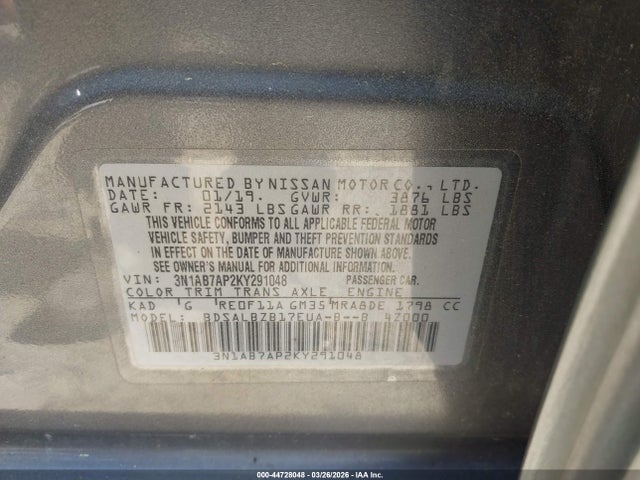 MANUFACTURED BY NISSAN MOTOR CO., LTD.
DATE: 01/19. GVWR: 3876 LBS
GAWR FR: 2143 LBS GAWR RR: 1881 LBS
THIS VEHICLE CONFORMS TO ALL APPLICABLE FEDERAL MOTOR
VEHICLE SAFETY, BUMPER AND THEFT PREVENTION STANDARDS
IN EFFECT ON THE DATE OF MANUFACTURE SHOWN ABOVE.
SEE OWNER'S MANUAL FOR ADDITIONAL INFORMATION.
VIN: 3N1AB7AP2KY291048 PASSENGER CAR.
COLOR TRIM TRANS AXLE ENGINE
KAD G RE0F11A GM35 MRA8DE 1798 CC
MODEL: BDSALBZB17EUA-B--B 4Z000
3N1AB7AP2KY291048
000-44728048 | 03/26/2026 | IAA Inc.